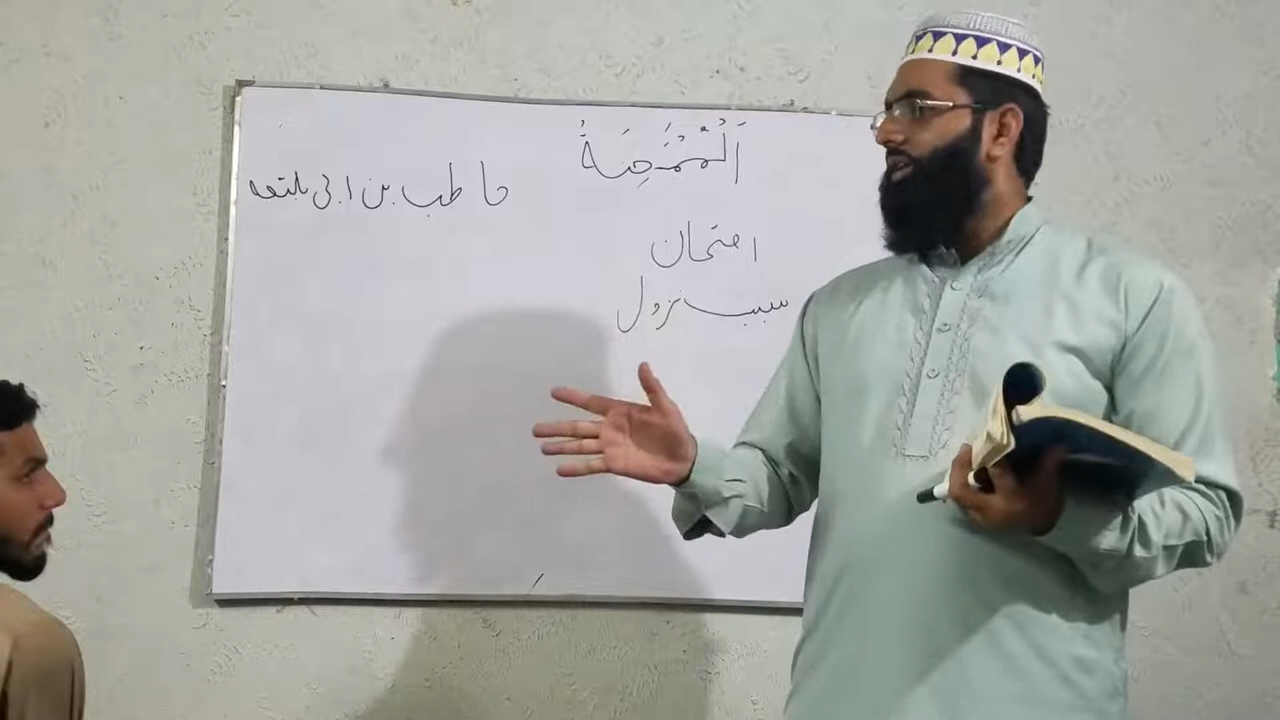 اَلْمُمْتَحِنَةُ
حاطب بن ابی بلتعہ
امتحان
سبب نزول